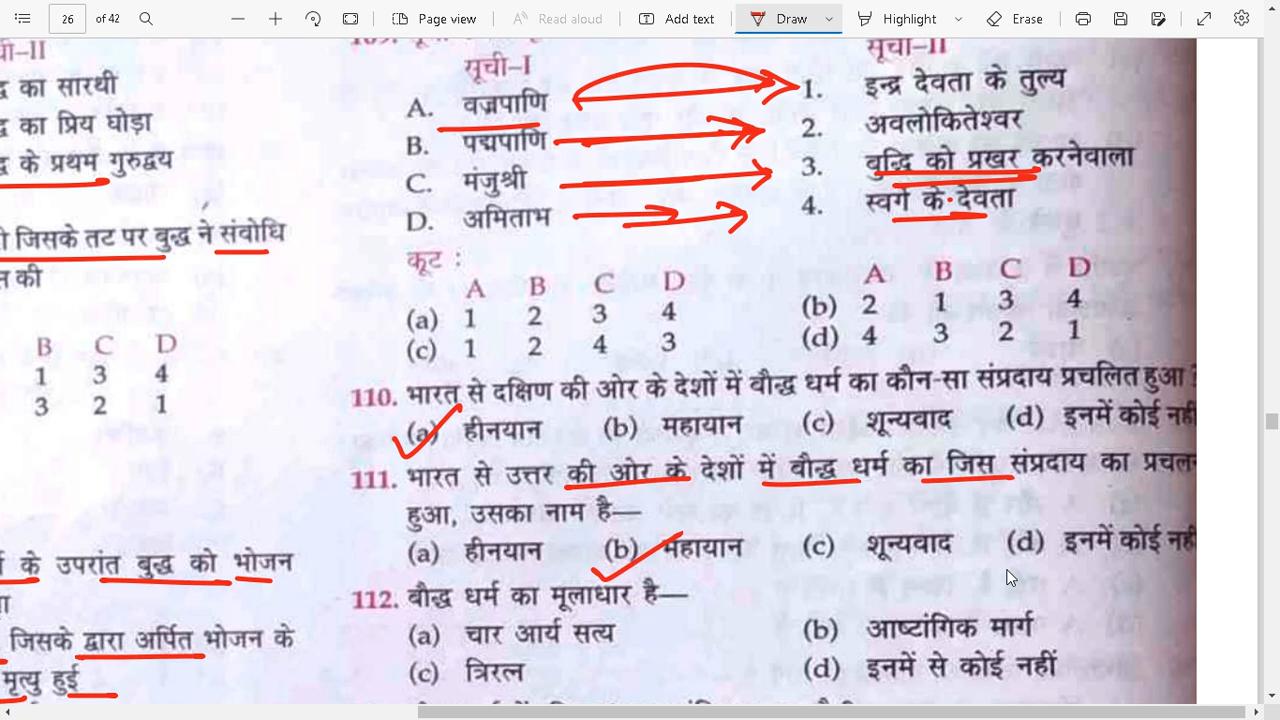 26 of 42 Page view Read aloud Add text Draw Highlight Erase
सूची-II
का सारथी
का प्रिय घोड़ा
के प्रथम गुरुद्वय
जिसके तट पर बुद्ध ने संवोधि
की
B C D
1 3 4
3 2 1
के उपरांत बुद्ध को भोजन
जिसके द्वारा अर्पित भोजन के
मृत्यु हुई
सूची-I सूची-II
A. वज्रपाणि 1. इन्द्र देवता के तुल्य
B. पद्मपाणि 2. अवलोकितेश्वर
C. मंजुश्री 3. बुद्धि को प्रखर करनेवाला
D. अमिताभ 4. स्वर्ग के देवता
कूट :
A B C D A B C D
(a) 1 2 3 4 (b) 2 1 3 4
(c) 1 2 4 3 (d) 4 3 2 1
110. भारत से दक्षिण की ओर के देशों में बौद्ध धर्म का कौन-सा संप्रदाय प्रचलित हुआ ?
(a) हीनयान (b) महायान (c) शून्यवाद (d) इनमें कोई नहीं
111. भारत से उत्तर की ओर के देशों में बौद्ध धर्म का जिस संप्रदाय का प्रचलन
हुआ, उसका नाम है—
(a) हीनयान (b) महायान (c) शून्यवाद (d) इनमें कोई नहीं
112. बौद्ध धर्म का मूलाधार है—
(a) चार आर्य सत्य (b) आष्टांगिक मार्ग
(c) त्रिरत्न (d) इनमें से कोई नहीं